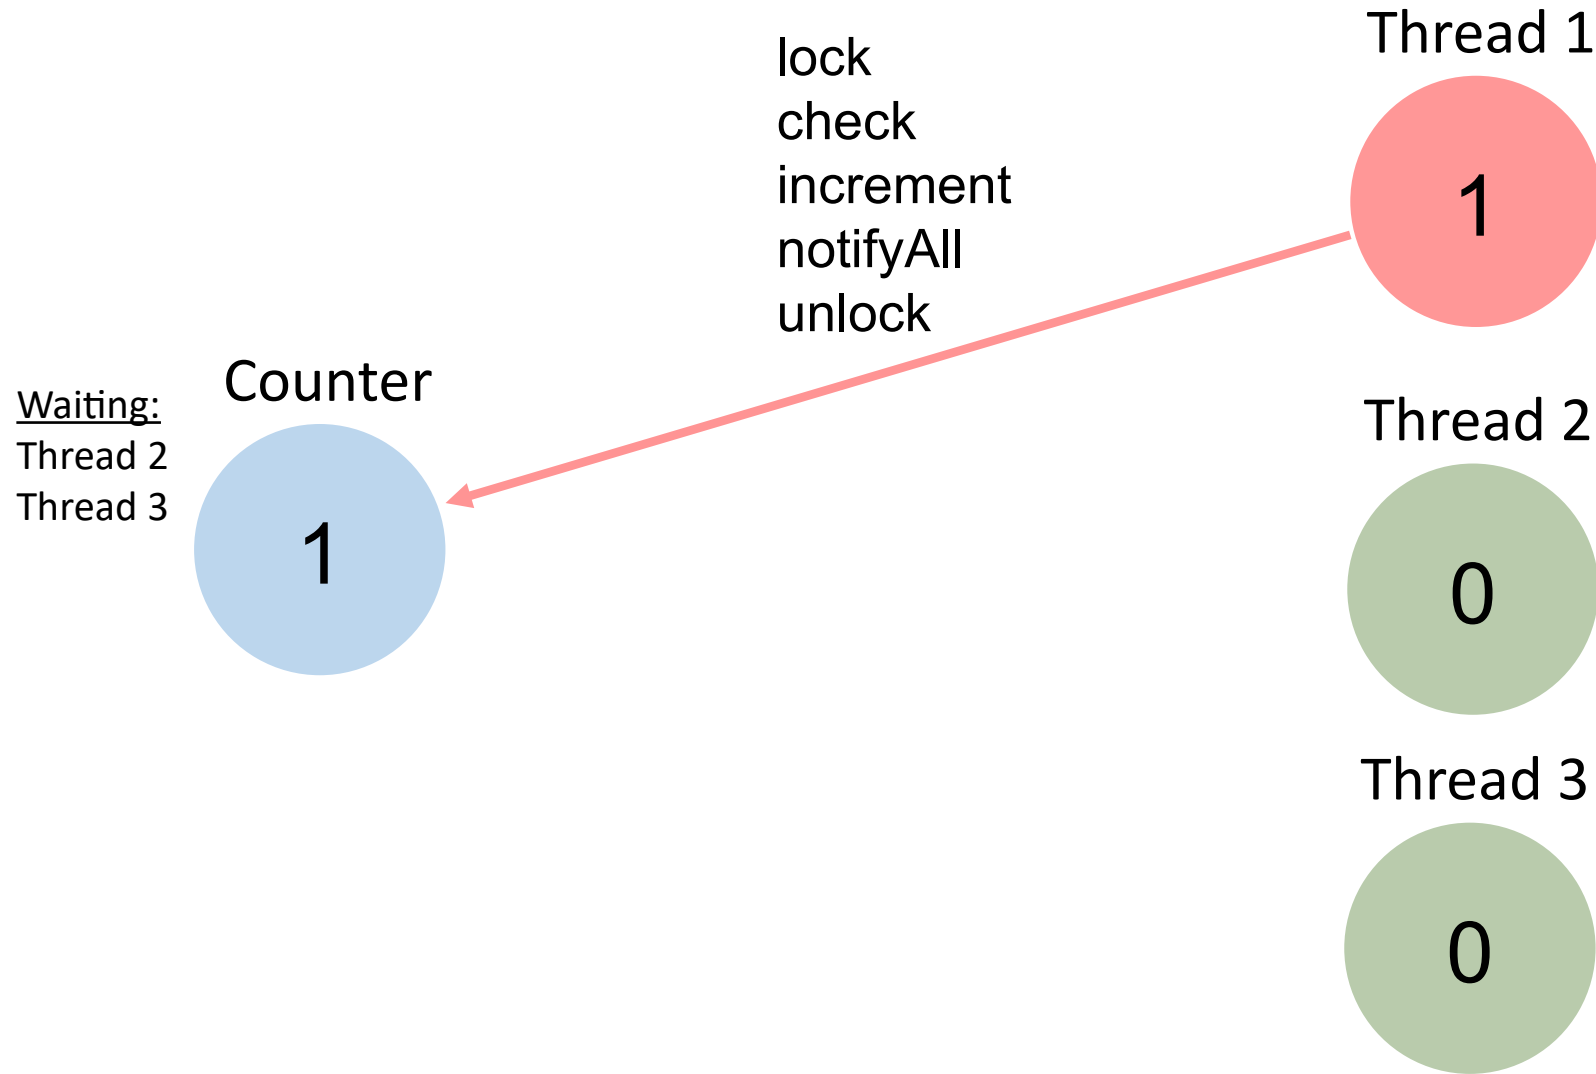 lock
check
increment
notifyAll
unlock
Thread 1
1
Counter
Waiting:
Thread 2
Thread 3
1
Thread 2
0
Thread 3
0